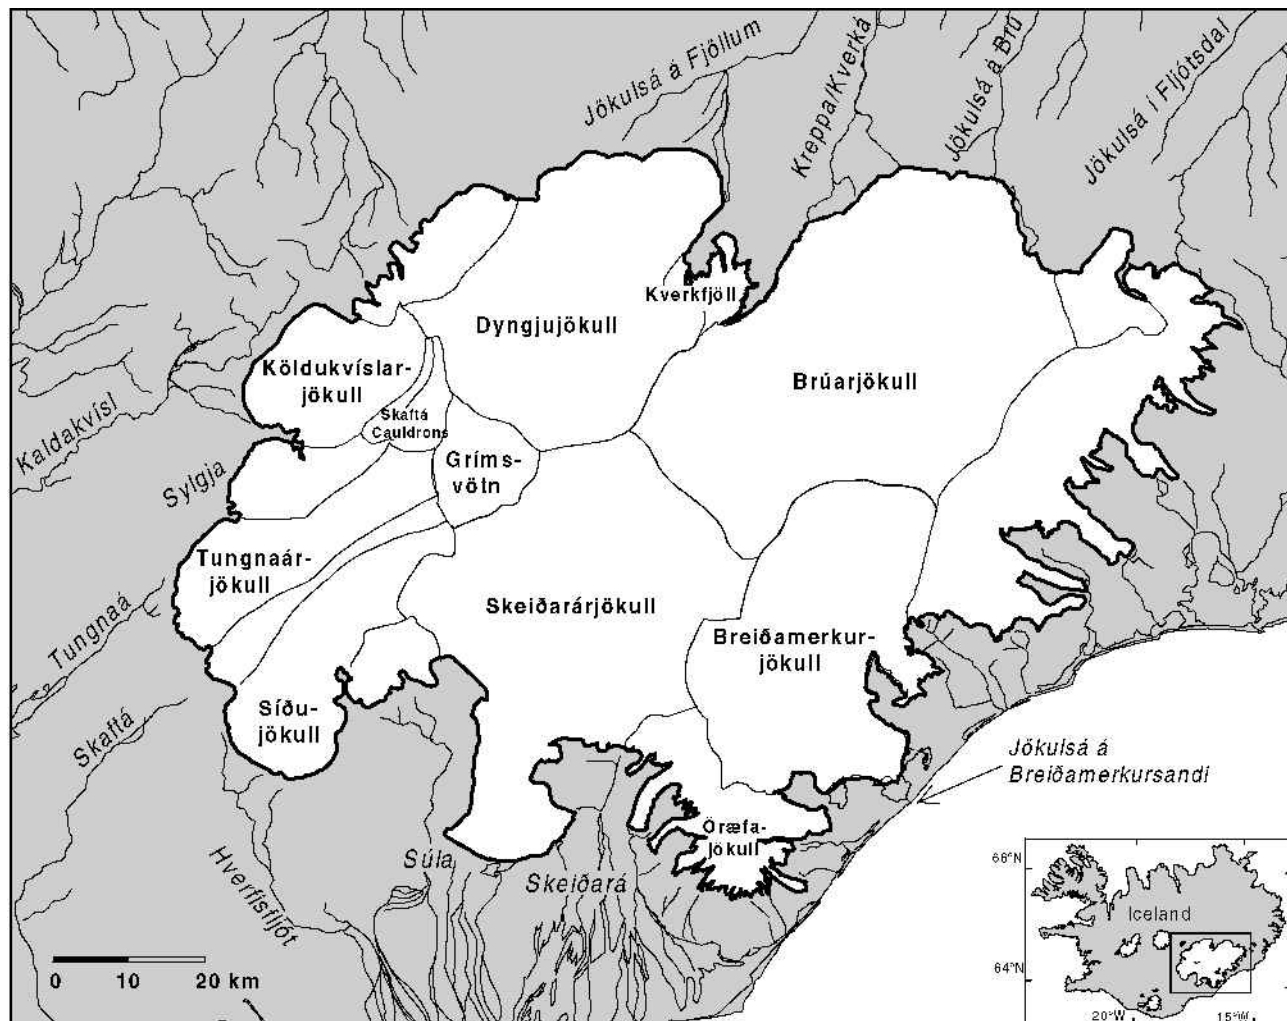 Jökulsá á Fjöllum
Kreppa/Kverká
Jökulsá á Brú
Jökulsá í Fljótsdal
Kverkfjöll
Dyngjujökull
Köldukvíslar-
jökull
Brúarjökull
Skaftá
Cauldrons
Kaldakvísl
Gríms-
vötn
Sylgja
Tungnaár-
jökull
Skeiðarárjökull
Tungnaá
Breiðamerkur-
jökull
Síðu-
jökull
Skaftá
Jökulsá á
Breiðamerkursandi
Öræfa-
jökull
Súla
Skeiðará
Hverfisfljót
66°N
Iceland
64°N
0 10 20 km
20°W 15°W